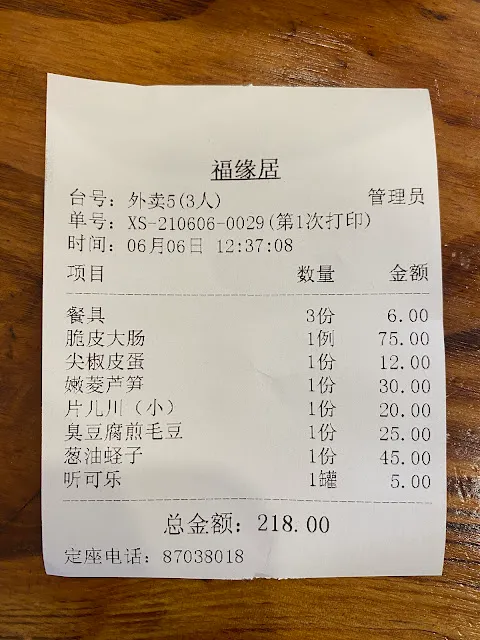 福缘居
台号：外卖5(3人) 管理员
单号：XS-210606-0029(第1次打印)
时间：06月06日 12:37:08
项目 数量 金额
餐具 3份 6.00
脆皮大肠 1例 75.00
尖椒皮蛋 1份 12.00
嫩菱芦笋 1份 30.00
片儿川（小） 1份 20.00
臭豆腐煎毛豆 1份 25.00
葱油蛏子 1份 45.00
听可乐 1罐 5.00
总金额：218.00
定座电话：87038018